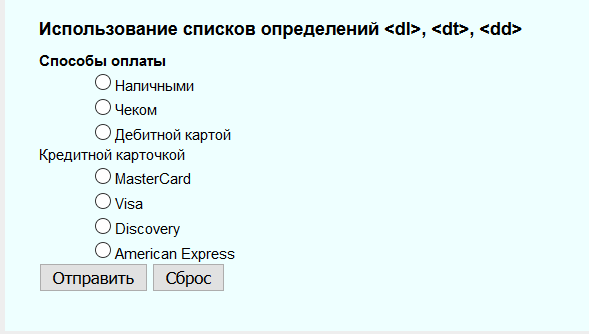 Использование списков определений <dl>, <dt>, <dd>
Способы оплаты
Наличными
Чеком
Дебитной картой
Кредитной карточкой
MasterCard
Visa
Discovery
American Express
Отправить Сброс